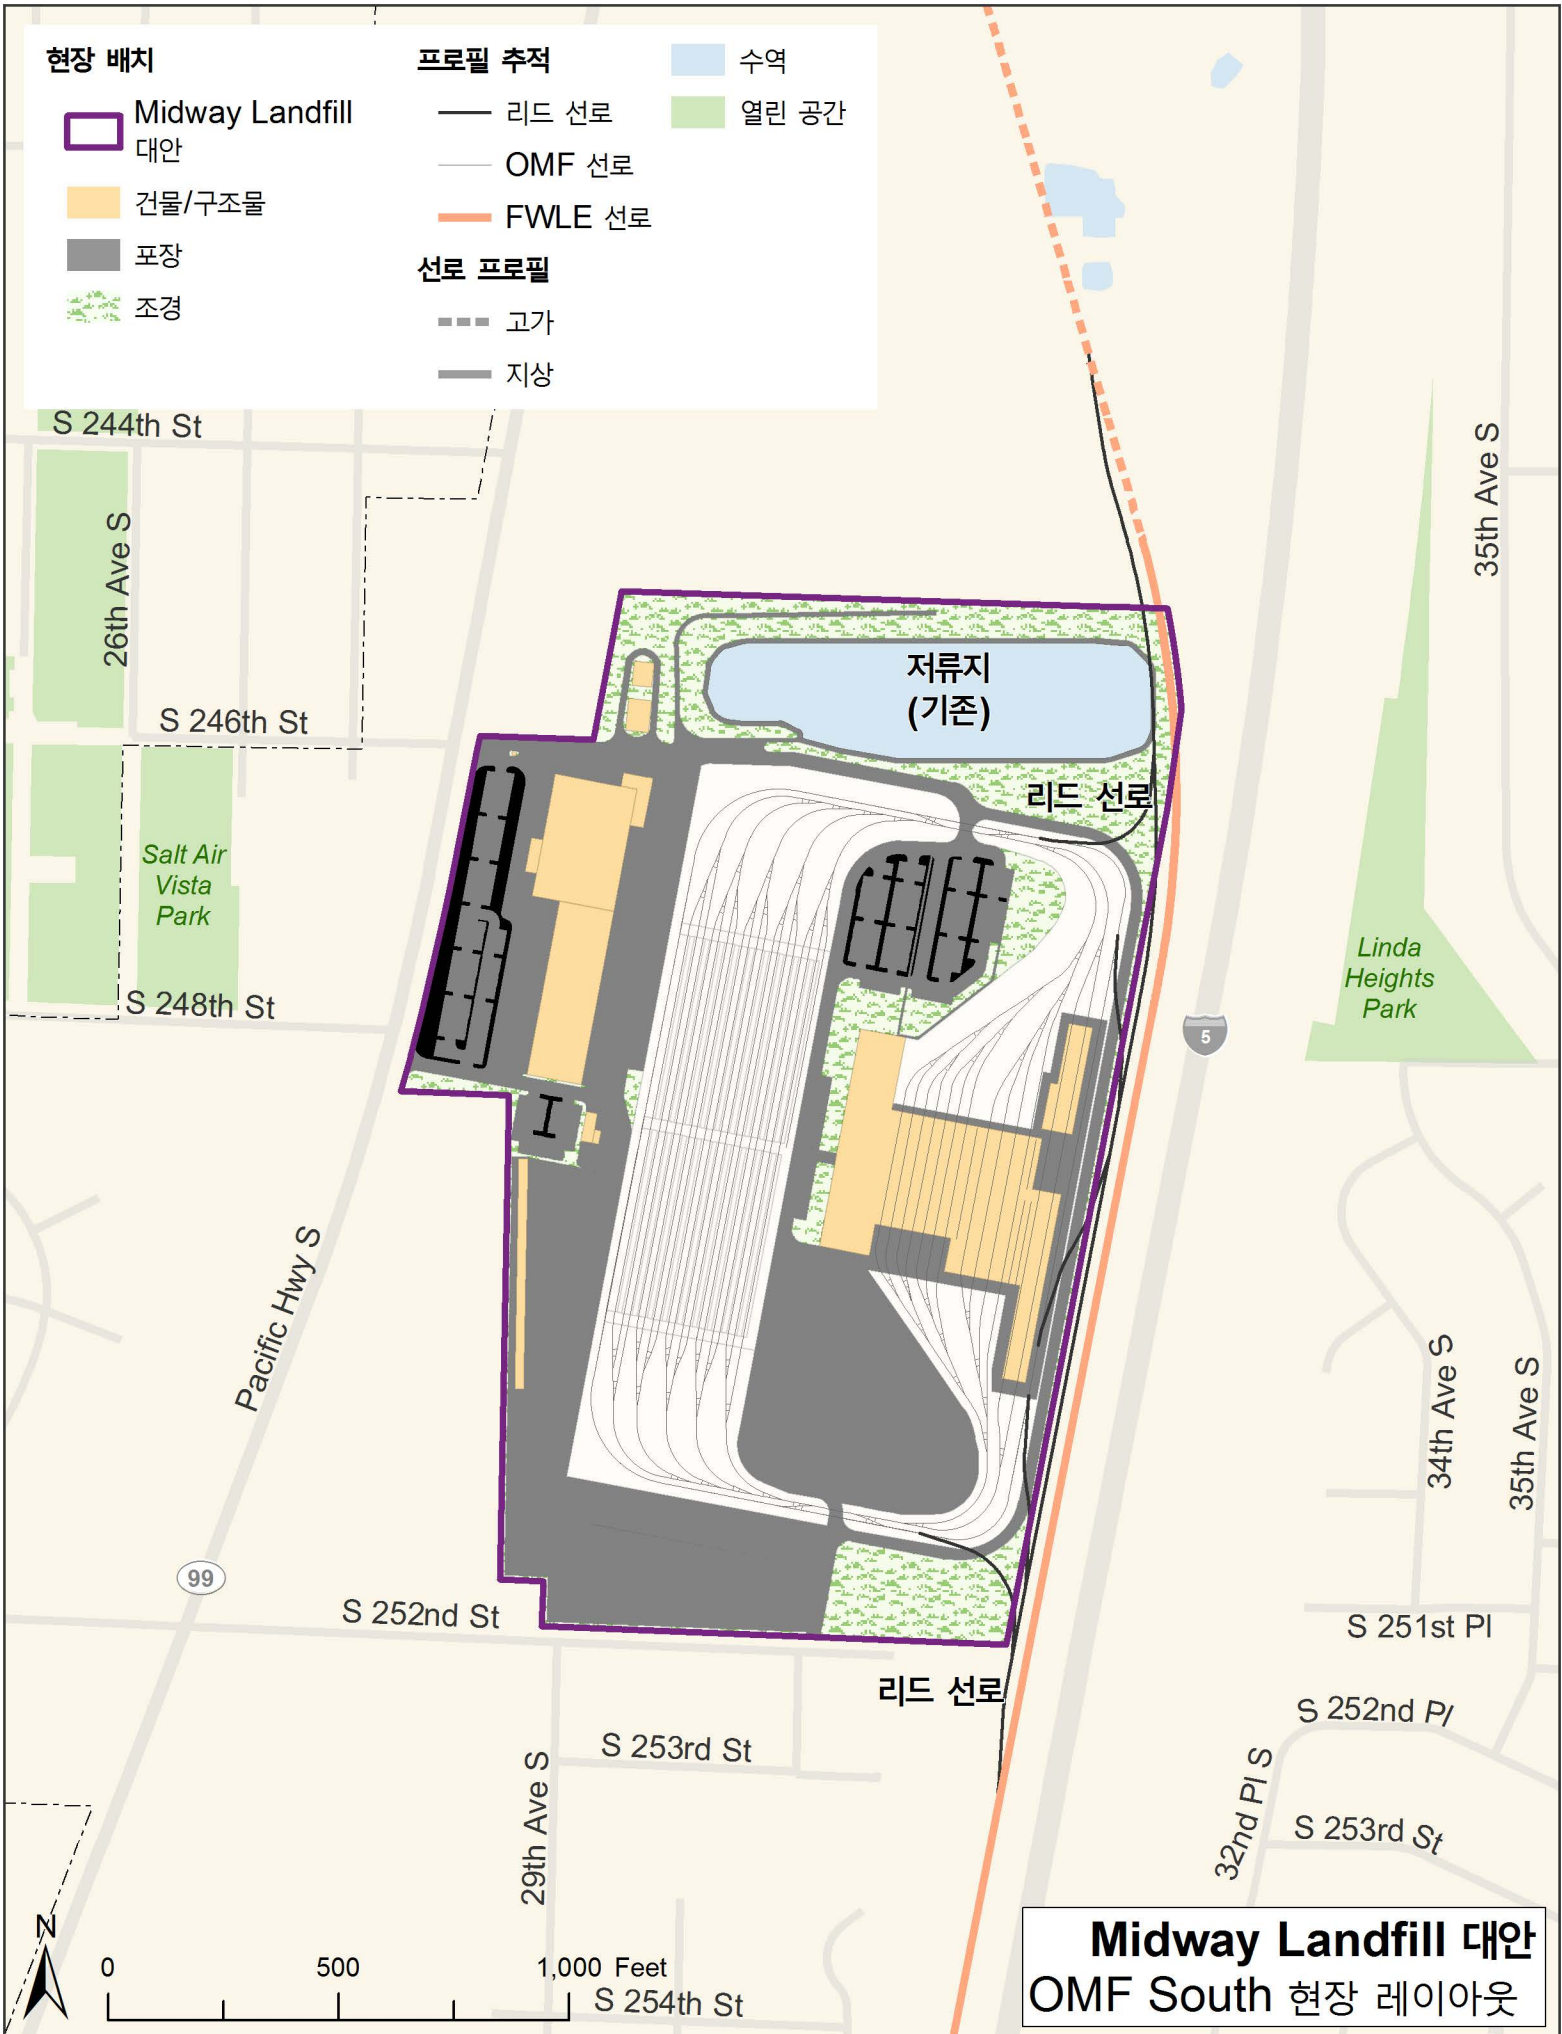 현장 배치
Midway Landfill
대안
건물/구조물
포장
조경
프로필 추적
리드 선로
OMF 선로
FWLE 선로
선로 프로필
고가
지상
수역
열린 공간
S 244th St
26th Ave S
35th Ave S
S 246th St
저류지
(기존)
리드 선로
Salt Air
Vista
Park
Linda
Heights
Park
S 248th St
5
Pacific Hwy S
34th Ave S
35th Ave S
99
S 252nd St
S 251st Pl
리드 선로
S 252nd Pl
S 253rd St
29th Ave S
32nd Pl S
S 253rd St
N
0 500 1,000 Feet
S 254th St
Midway Landfill 대안
OMF South 현장 레이아웃